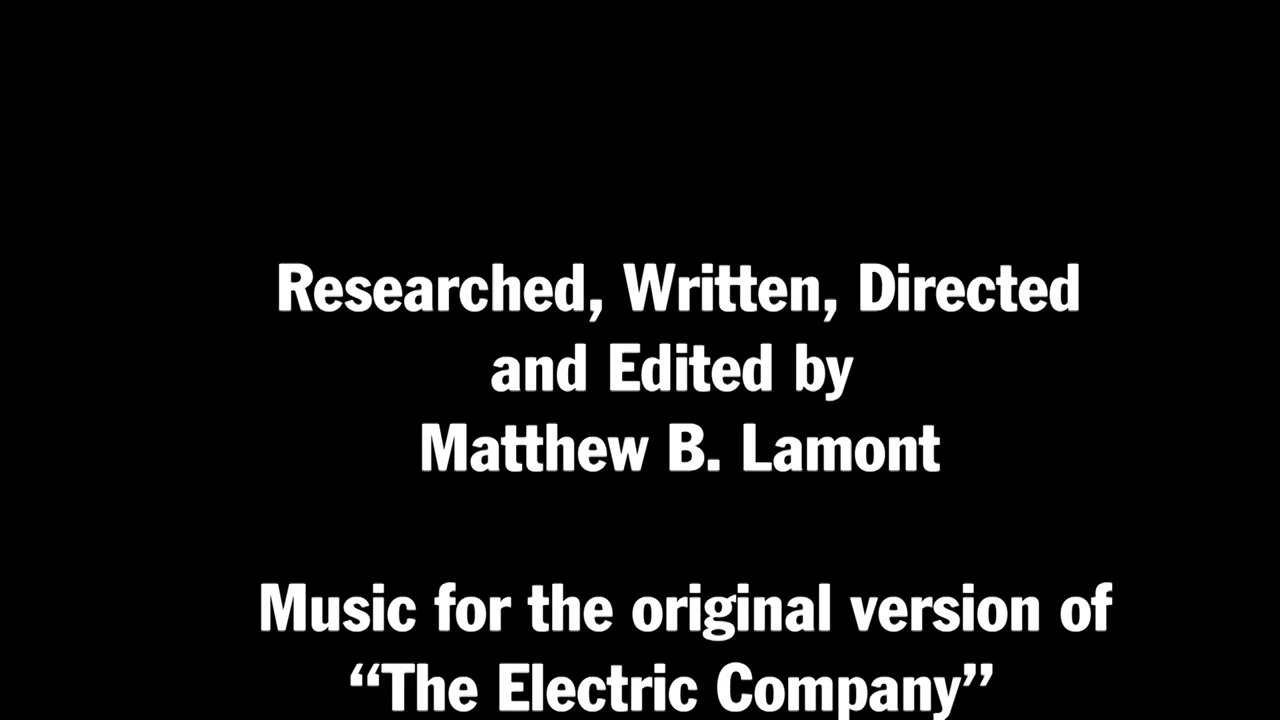 Researched, Written, Directed
and Edited by
Matthew B. Lamont
Music for the original version of
“The Electric Company”